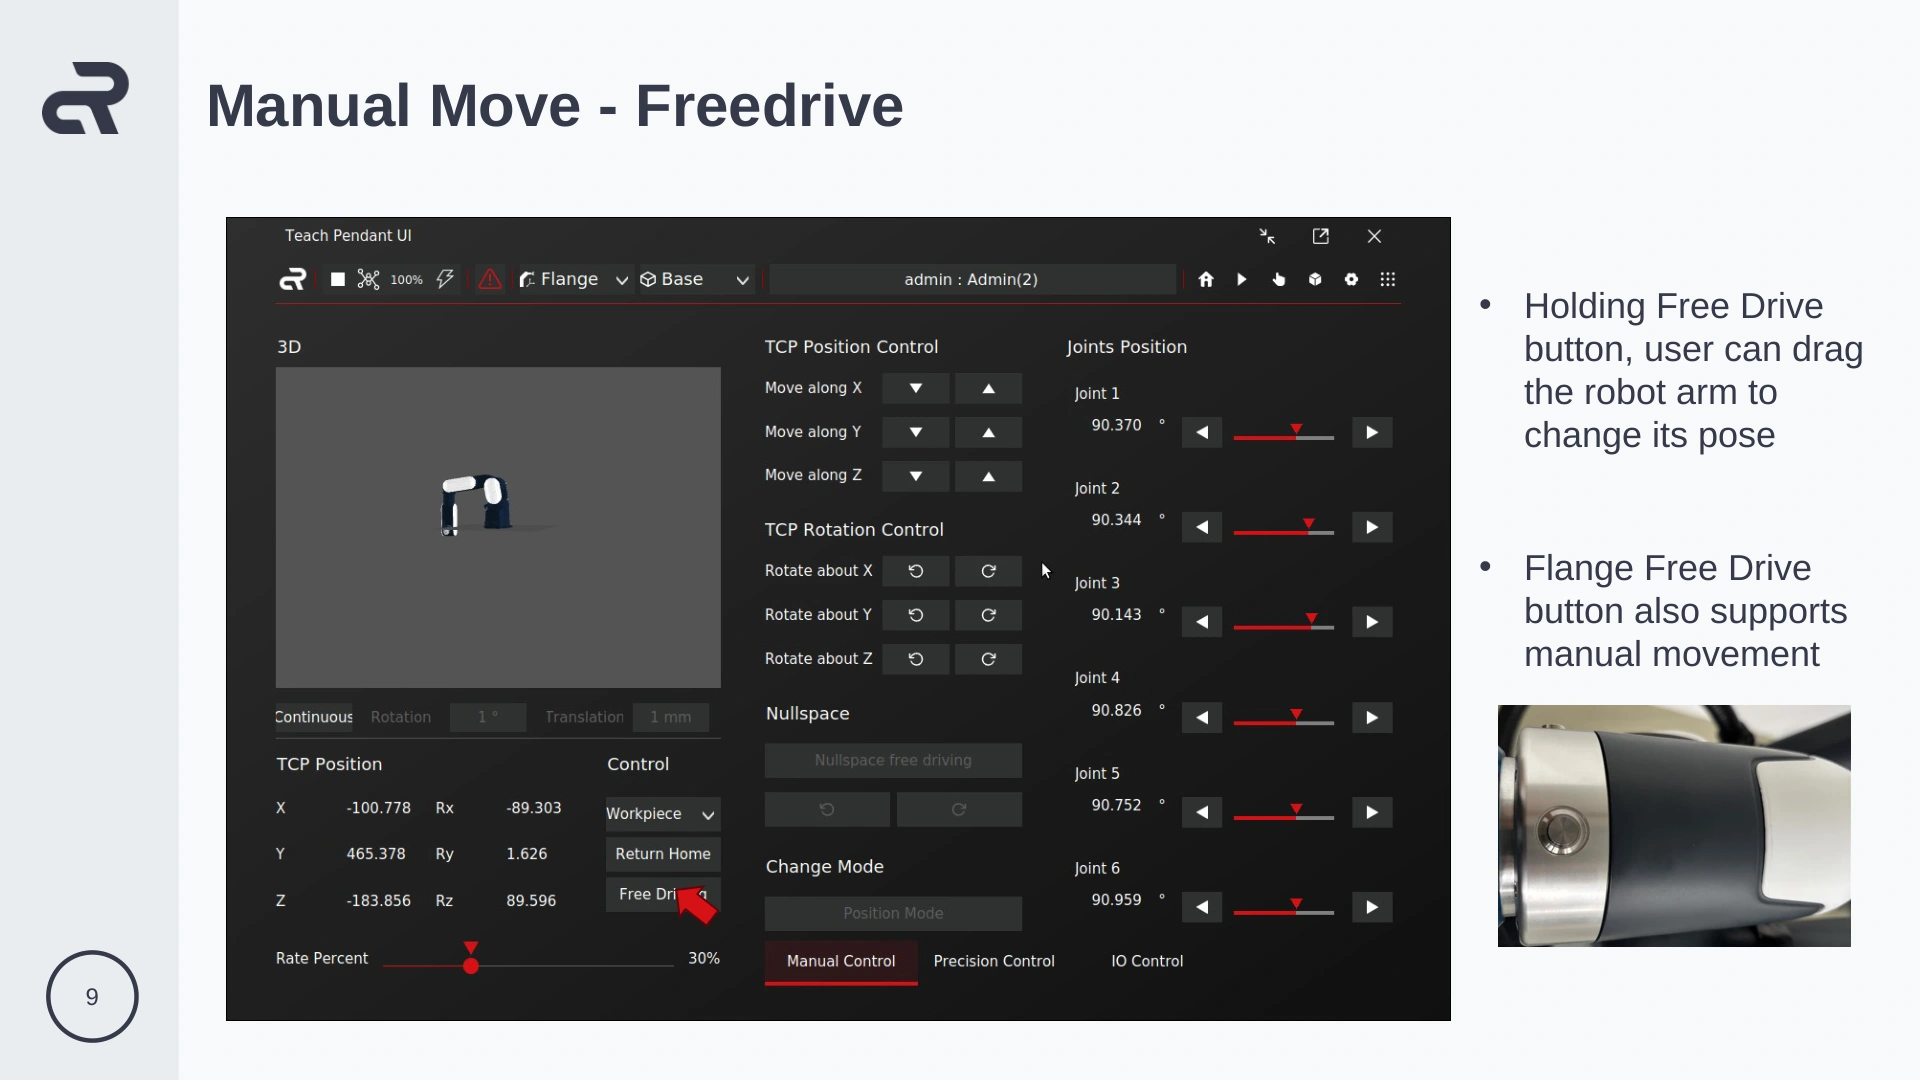 Manual Move - Freedrive
Teach Pendant UI
100%
Flange
Base
admin : Admin(2)
3D
Continuous
Rotation
1 °
Translation
1 mm
TCP Position
Control
X -100.778 Rx -89.303
Workpiece
Y 465.378 Ry 1.626
Return Home
Z -183.856 Rz 89.596
Rate Percent
30%
TCP Position Control
Move along X
Move along Y
Move along Z
TCP Rotation Control
Rotate about X
Rotate about Y
Rotate about Z
Nullspace
Nullspace free driving
Change Mode
Position Mode
Manual Control
Precision Control
IO Control
Joints Position
Joint 1
90.370 °
Joint 2
90.344 °
Joint 3
90.143 °
Joint 4
90.826 °
Joint 5
90.752 °
Joint 6
90.959 °
• Holding Free Drive
button, user can drag
the robot arm to
change its pose
• Flange Free Drive
button also supports
manual movement
9